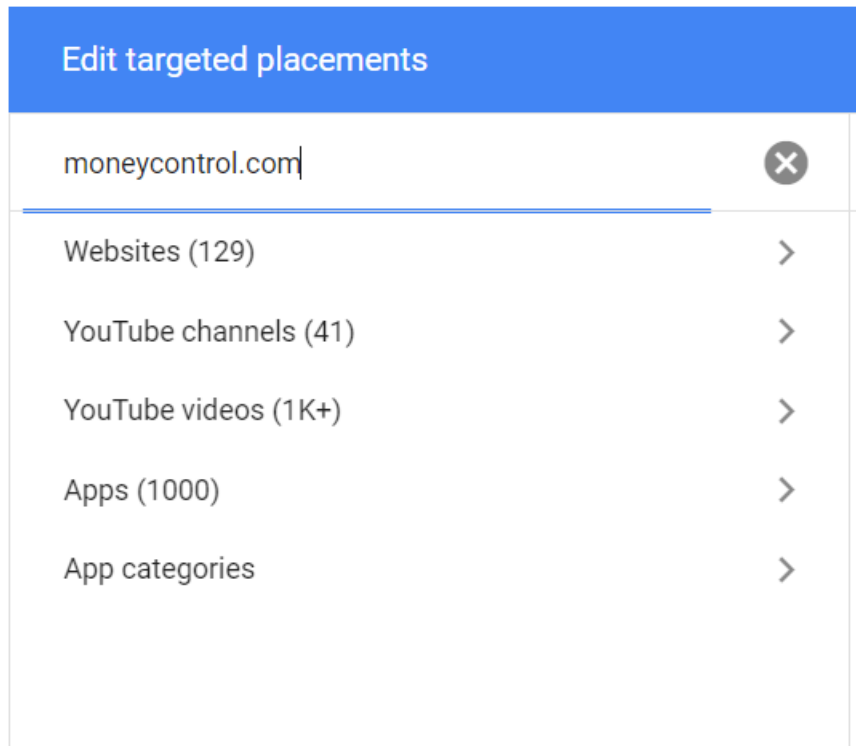 Edit targeted placements
moneycontrol.com
Websites (129)
YouTube channels (41)
YouTube videos (1K+)
Apps (1000)
App categories